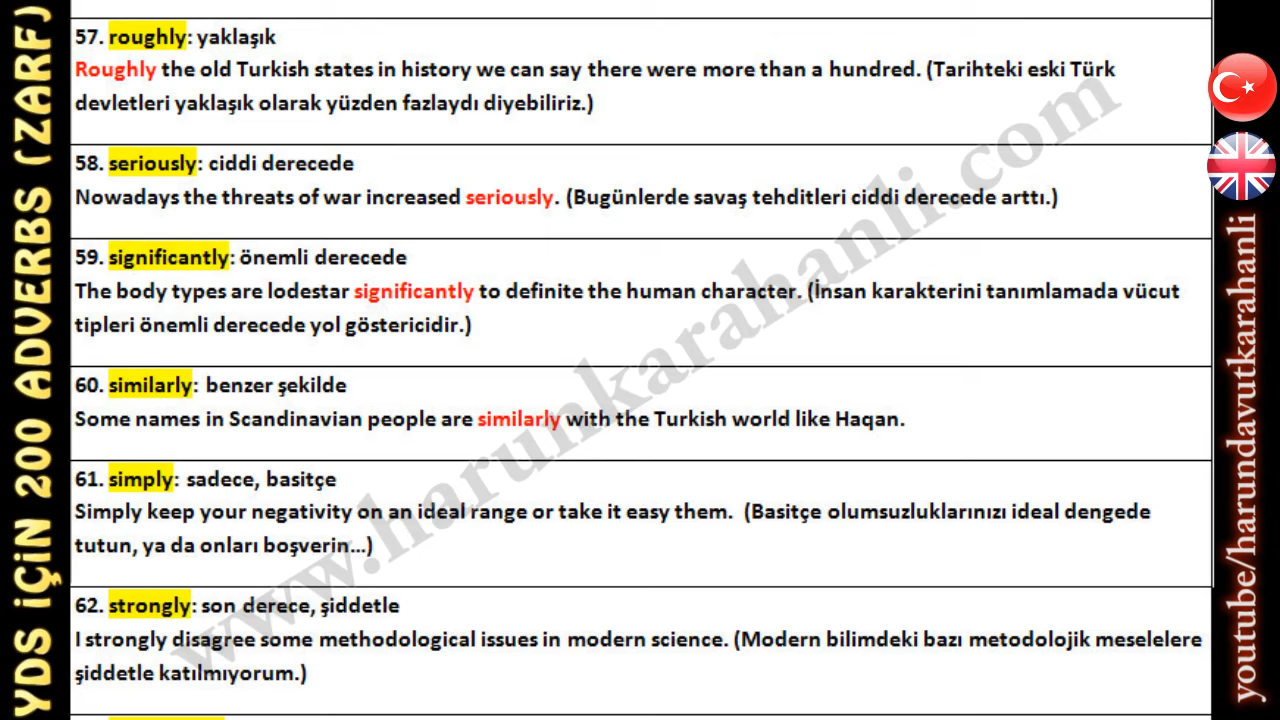 YDS İÇİN 200 ADVERBS (ZARF)
57. roughly: yaklaşık
Roughly the old Turkish states in history we can say there were more than a hundred. (Tarihteki eski Türk
devletleri yaklaşık olarak yüzden fazlaydı diyebiliriz.)
58. seriously: ciddi derecede
Nowadays the threats of war increased seriously. (Bugünlerde savaş tehditleri ciddi derecede arttı.)
59. significantly: önemli derecede
The body types are lodestar significantly to definite the human character. (İnsan karakterini tanımlamada vücut
tipleri önemli derecede yol göstericidir.)
60. similarly: benzer şekilde
Some names in Scandinavian people are similarly with the Turkish world like Haqan.
61. simply: sadece, basitçe
Simply keep your negativity on an ideal range or take it easy them. (Basitçe olumsuzluklarınızı ideal dengede
tutun, ya da onları boşverin...)
62. strongly: son derece, şiddetle
I strongly disagree some methodological issues in modern science. (Modern bilimdeki bazı metodolojik meselelere
şiddetle katılmıyorum.)
www.harunkarahanli.com
youtube/harundavutkarahanli